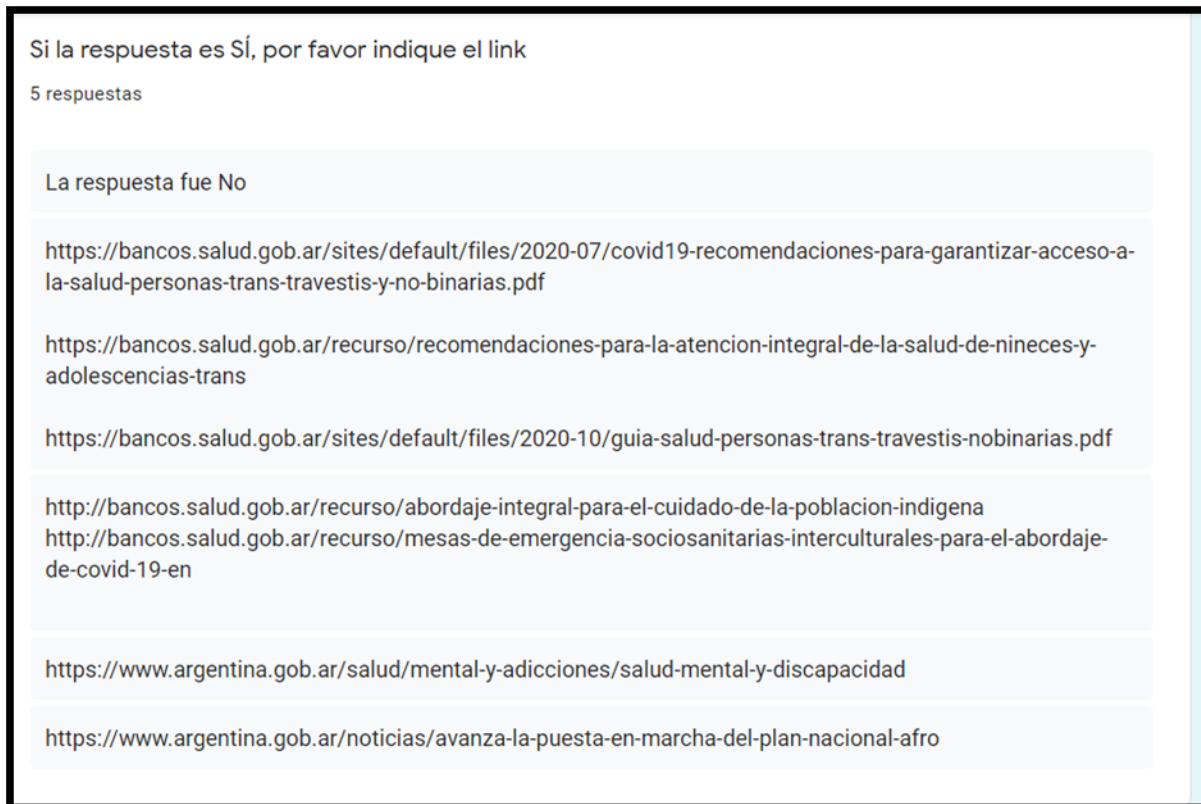 Si la respuesta es SÍ, por favor indique el link
5 respuestas
La respuesta fue No
https://bancos.salud.gob.ar/sites/default/files/2020-07/covid19-recomendaciones-para-garantizar-acceso-a-
la-salud-personas-trans-travestis-y-no-binarias.pdf
https://bancos.salud.gob.ar/recurso/recomendaciones-para-la-atencion-integral-de-la-salud-de-nineces-y-
adolescencias-trans
https://bancos.salud.gob.ar/sites/default/files/2020-10/guia-salud-personas-trans-travestis-nobinarias.pdf
http://bancos.salud.gob.ar/recurso/abordaje-integral-para-el-cuidado-de-la-poblacion-indigena
http://bancos.salud.gob.ar/recurso/mesas-de-emergencia-sociosanitarias-interculturales-para-el-abordaje-
de-covid-19-en
https://www.argentina.gob.ar/salud/mental-y-adicciones/salud-mental-y-discapacidad
https://www.argentina.gob.ar/noticias/avanza-la-puesta-en-marcha-del-plan-nacional-afro